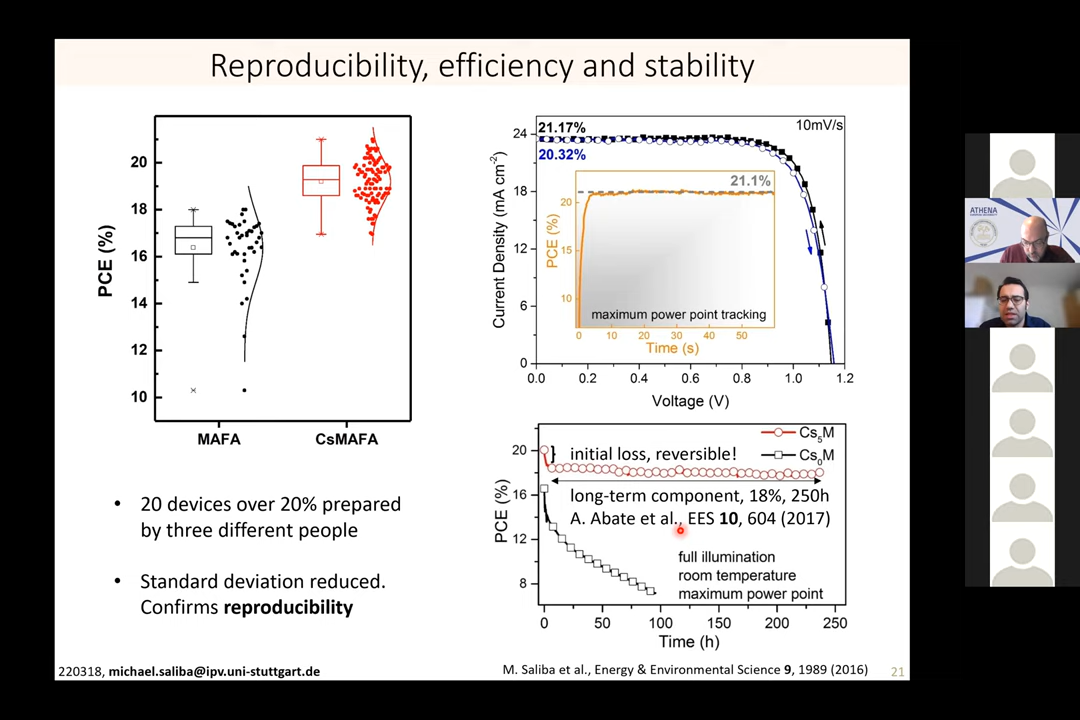 Reproducibility, efficiency and stability
PCE (%)
20
18
16
14
12
10
MAFA
CsMAFA
• 20 devices over 20% prepared
by three different people
• Standard deviation reduced.
Confirms reproducibility
21.17%
10mV/s
20.32%
Current Density (mA cm-2)
24
18
12
6
0
0.0 0.2 0.4 0.6 0.8 1.0 1.2
Voltage (V)
21.1%
PCE (%)
20
15
10
maximum power point tracking
0 10 20 30 40 50
Time (s)
Cs5M
Cs0M
initial loss, reversible!
long-term component, 18%, 250h
A. Abate et al., EES 10, 604 (2017)
full illumination
room temperature
maximum power point
PCE (%)
20
16
12
8
0 50 100 150 200 250
Time (h)
220318, michael.saliba@ipv.uni-stuttgart.de
M. Saliba et al., Energy & Environmental Science 9, 1989 (2016)
21
ATHENA